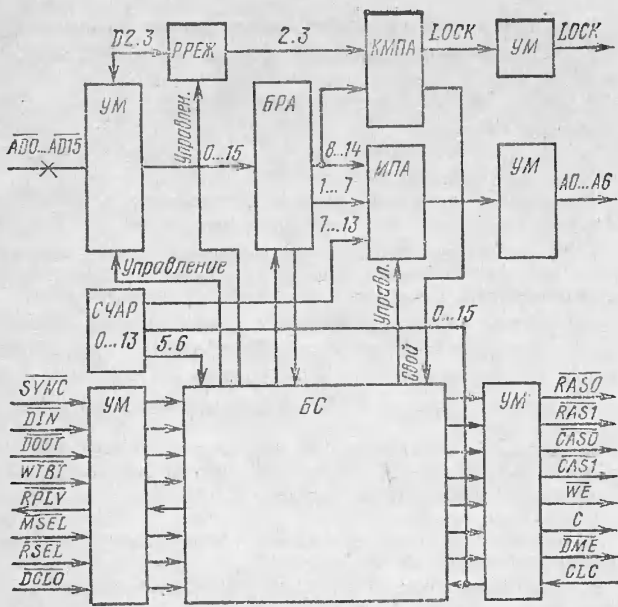 D2.3
РРЕЖ
2.3
КМПА
LOCK
УМ
LOCK
УМ
Управлен.
БРА
AD0...AD15
0...15
8...14
ИПА
УМ
A0...A6
1...7
7...13
Управление
Управл.
СЧАР
0...13
0...15
5.6
Свой
SYNC
УМ
БС
УМ
RAS0
DIN
RAS1
DOUT
CAS0
WTBT
CAS1
RPLY
WE
MSEL
C
RSEL
DME
DCLO
CLC